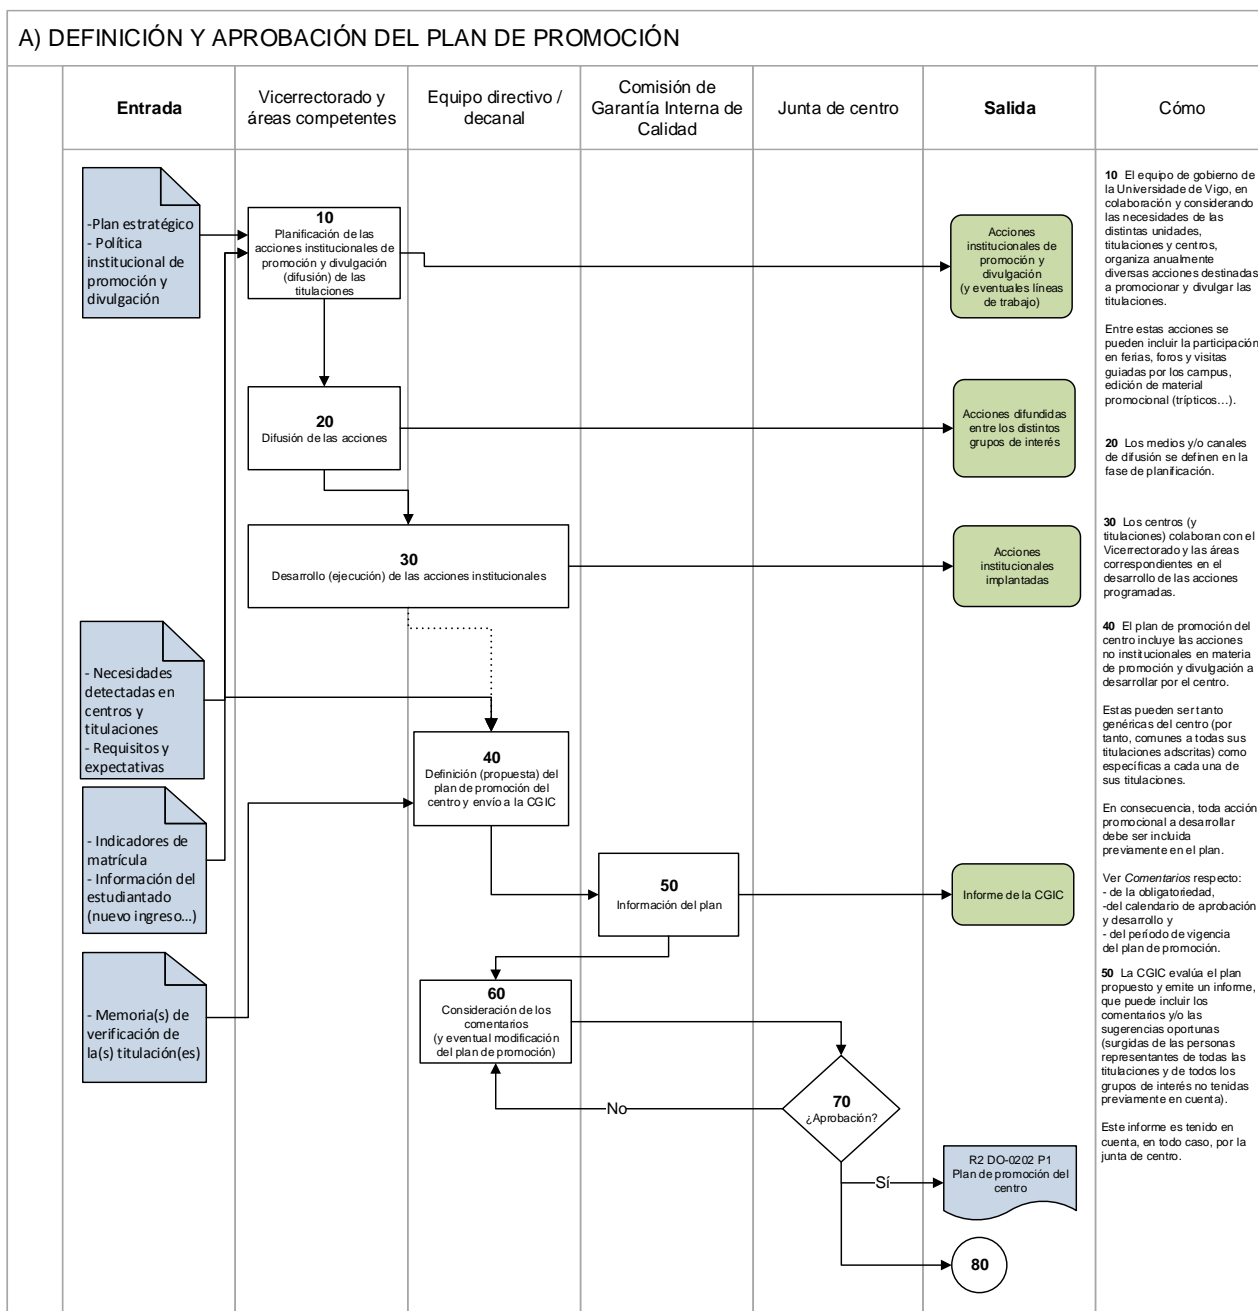 A) DEFINICIÓN Y APROBACIÓN DEL PLAN DE PROMOCIÓN
Entrada
Vicerrectorado y
áreas competentes
Equipo directivo /
decanal
Comisión de
Garantía Interna de
Calidad
Junta de centro
Salida
Cómo
-Plan estratégico
- Política
institucional de
promoción y
divulgación
10
Planificación de las
acciones institucionales de
promoción y divulgación
(difusión) de las
titulaciones
Acciones
institucionales de
promoción y
divulgación
(y eventuales líneas
de trabajo)
20
Difusión de las acciones
Acciones difundidas
entre los distintos
grupos de interés
30
Desarrollo (ejecución) de las acciones institucionales
Acciones
institucionales
implantadas
- Necesidades
detectadas en
centros y
titulaciones
- Requisitos y
expectativas
40
Definición (propuesta) del
plan de promoción del
centro y envío a la CGIC
- Indicadores de
matrícula
- Información del
estudiantado
(nuevo ingreso...)
50
Información del plan
Informe de la CGIC
- Memoria(s) de
verificación de
la(s) titulación(es)
60
Consideración de los
comentarios
(y eventual modificación
del plan de promoción)
70
¿Aprobación?
No
Sí
R2 DO-0202 P1
Plan de promoción del
centro
80
10 El equipo de gobierno de
la Universidade de Vigo, en
colaboración y considerando
las necesidades de las
distintas unidades,
titulaciones y centros,
organiza anualmente
diversas acciones destinadas
a promocionar y divulgar las
titulaciones.
Entre estas acciones se
pueden incluir la participación
en ferias, foros y visitas
guiadas por los campus,
edición de material
promocional (trípticos...).
20 Los medios y/o canales
de difusión se definen en la
fase de planificación.
30 Los centros (y
titulaciones) colaboran con el
Vicerrectorado y las áreas
correspondientes en el
desarrollo de las acciones
programadas.
40 El plan de promoción del
centro incluye las acciones
no institucionales en materia
de promoción y divulgación a
desarrollar por el centro.
Estas pueden ser tanto
genéricas del centro (por
tanto, comunes a todas sus
titulaciones adscritas) como
específicas a cada una de
sus titulaciones.
En consecuencia, toda acción
promocional a desarrollar
debe ser incluida
previamente en el plan.
Ver Comentarios respecto:
- de la obligatoriedad,
-del calendario de aprobación
y desarrollo y
- del período de vigencia
del plan de promoción.
50 La CGIC evalúa el plan
propuesto y emite un informe,
que puede incluir los
comentarios y/o las
sugerencias oportunas
(surgidas de las personas
representantes de todas las
titulaciones y de todos los
grupos de interés no tenidas
previamente en cuenta).
Este informe es tenido en
cuenta, en todo caso, por la
junta de centro.